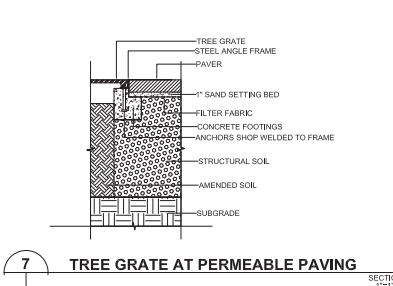 TREE GRATE
STEEL ANGLE FRAME
PAVER
1" SAND SETTING BED
FILTER FABRIC
CONCRETE FOOTINGS
ANCHORS SHOP WELDED TO FRAME
STRUCTURAL SOIL
AMENDED SOIL
SUBGRADE
7 TREE GRATE AT PERMEABLE PAVING